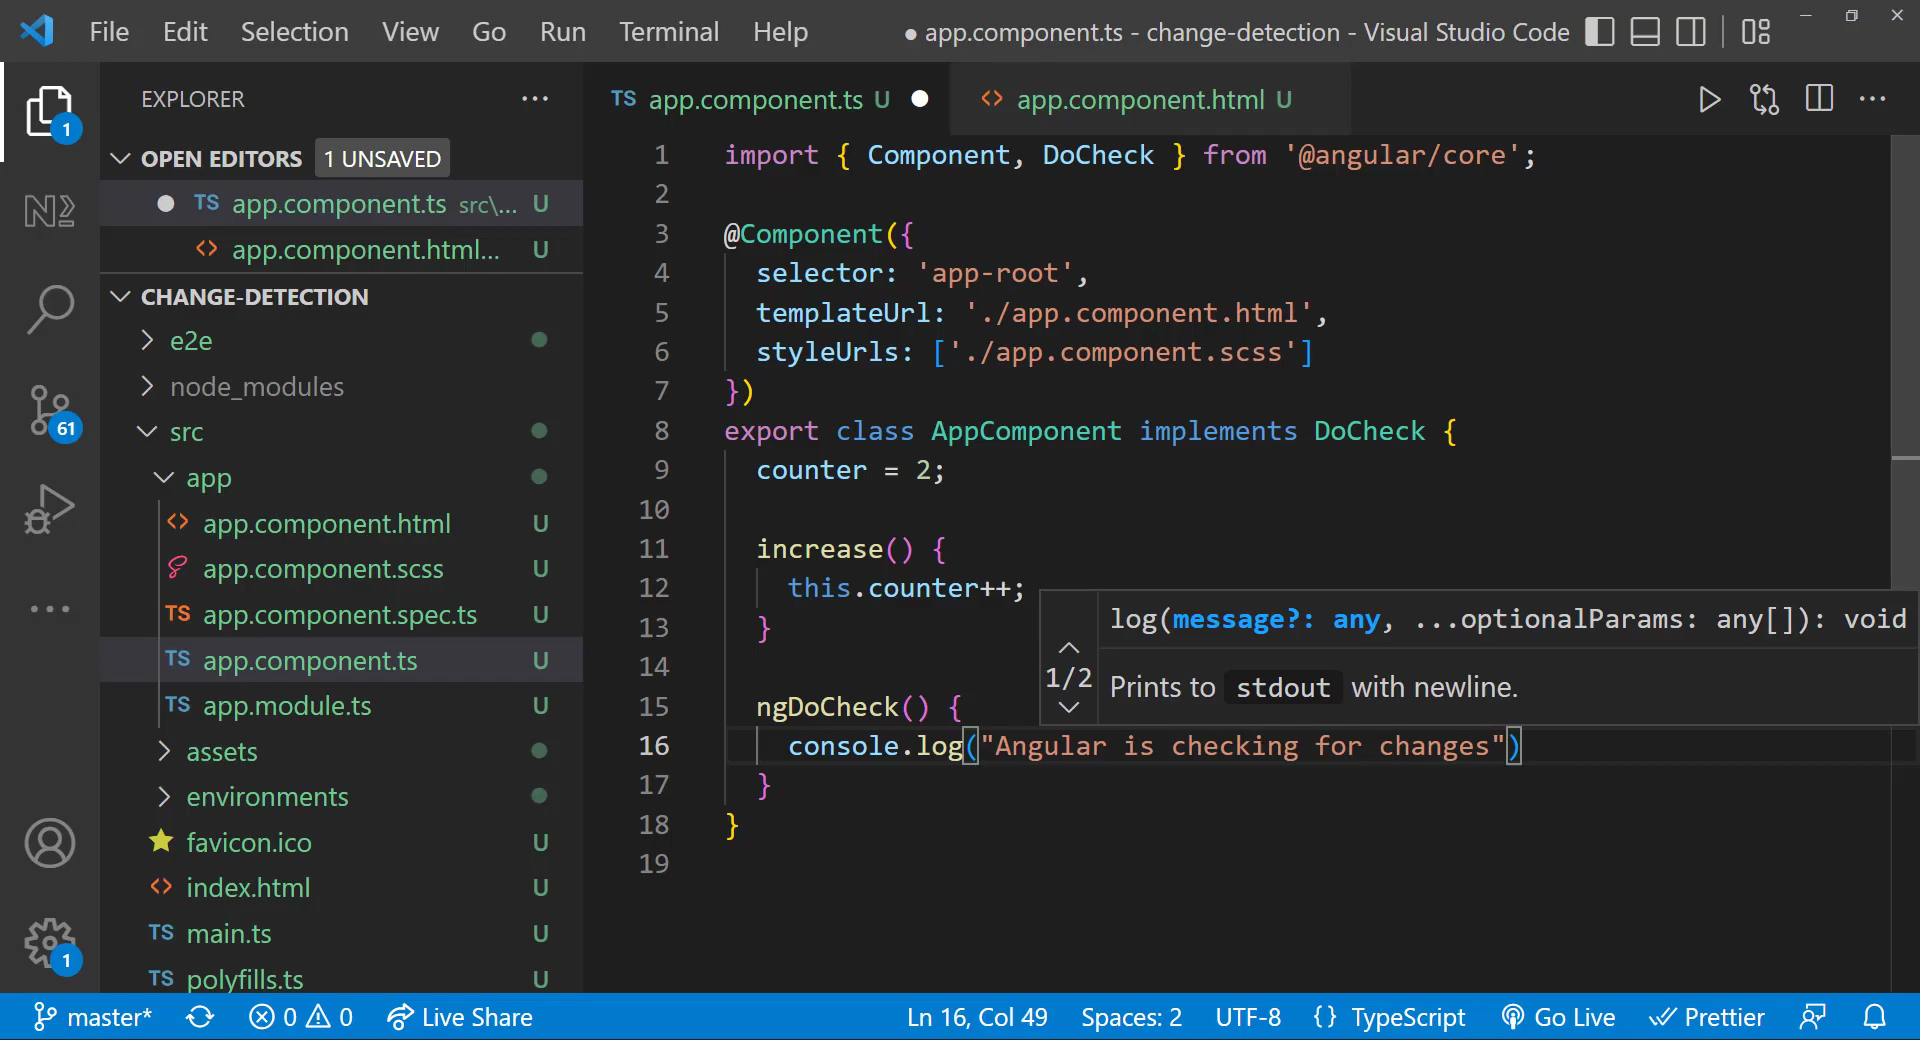 File Edit Selection View Go Run Terminal Help ● app.component.ts - change-detection - Visual Studio Code
EXPLORER ···
OPEN EDITORS 1 UNSAVED
TS app.component.ts src\... U
<> app.component.html... U
CHANGE-DETECTION
e2e
node_modules
src
app
<> app.component.html U
app.component.scss U
TS app.component.spec.ts U
TS app.component.ts U
TS app.module.ts U
assets
environments
favicon.ico U
<> index.html U
TS main.ts U
TS polyfills.ts U
1
61
1
TS app.component.ts U ● <> app.component.html U
1 import { Component, DoCheck } from '@angular/core';
2
3 @Component({
4 selector: 'app-root',
5 templateUrl: './app.component.html',
6 styleUrls: ['./app.component.scss']
7 })
8 export class AppComponent implements DoCheck {
9 counter = 2;
10
11 increase() {
12 this.counter++;
13 }
14
15 ngDoCheck() {
16 console.log("Angular is checking for changes")
17 }
18 }
19
log(message?: any, ...optionalParams: any[]): void
1/2
Prints to stdout with newline.
master* 0 0 Live Share Ln 16, Col 49 Spaces: 2 UTF-8 {} TypeScript Go Live Prettier